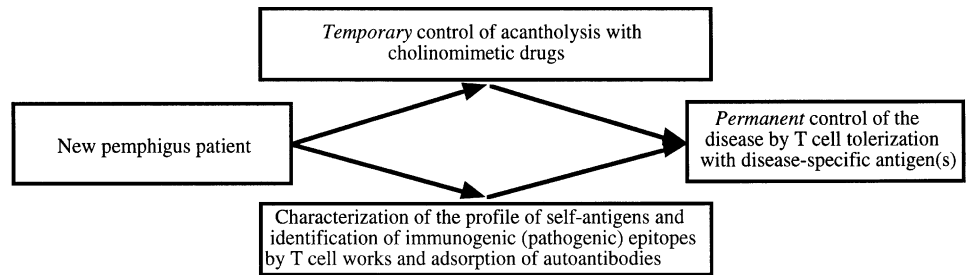 Temporary control of acantholysis with
cholinomimetic drugs
New pemphigus patient
Permanent control of the
disease by T cell tolerization
with disease-specific antigen(s)
Characterization of the profile of self-antigens and
identification of immunogenic (pathogenic) epitopes
by T cell works and adsorption of autoantibodies